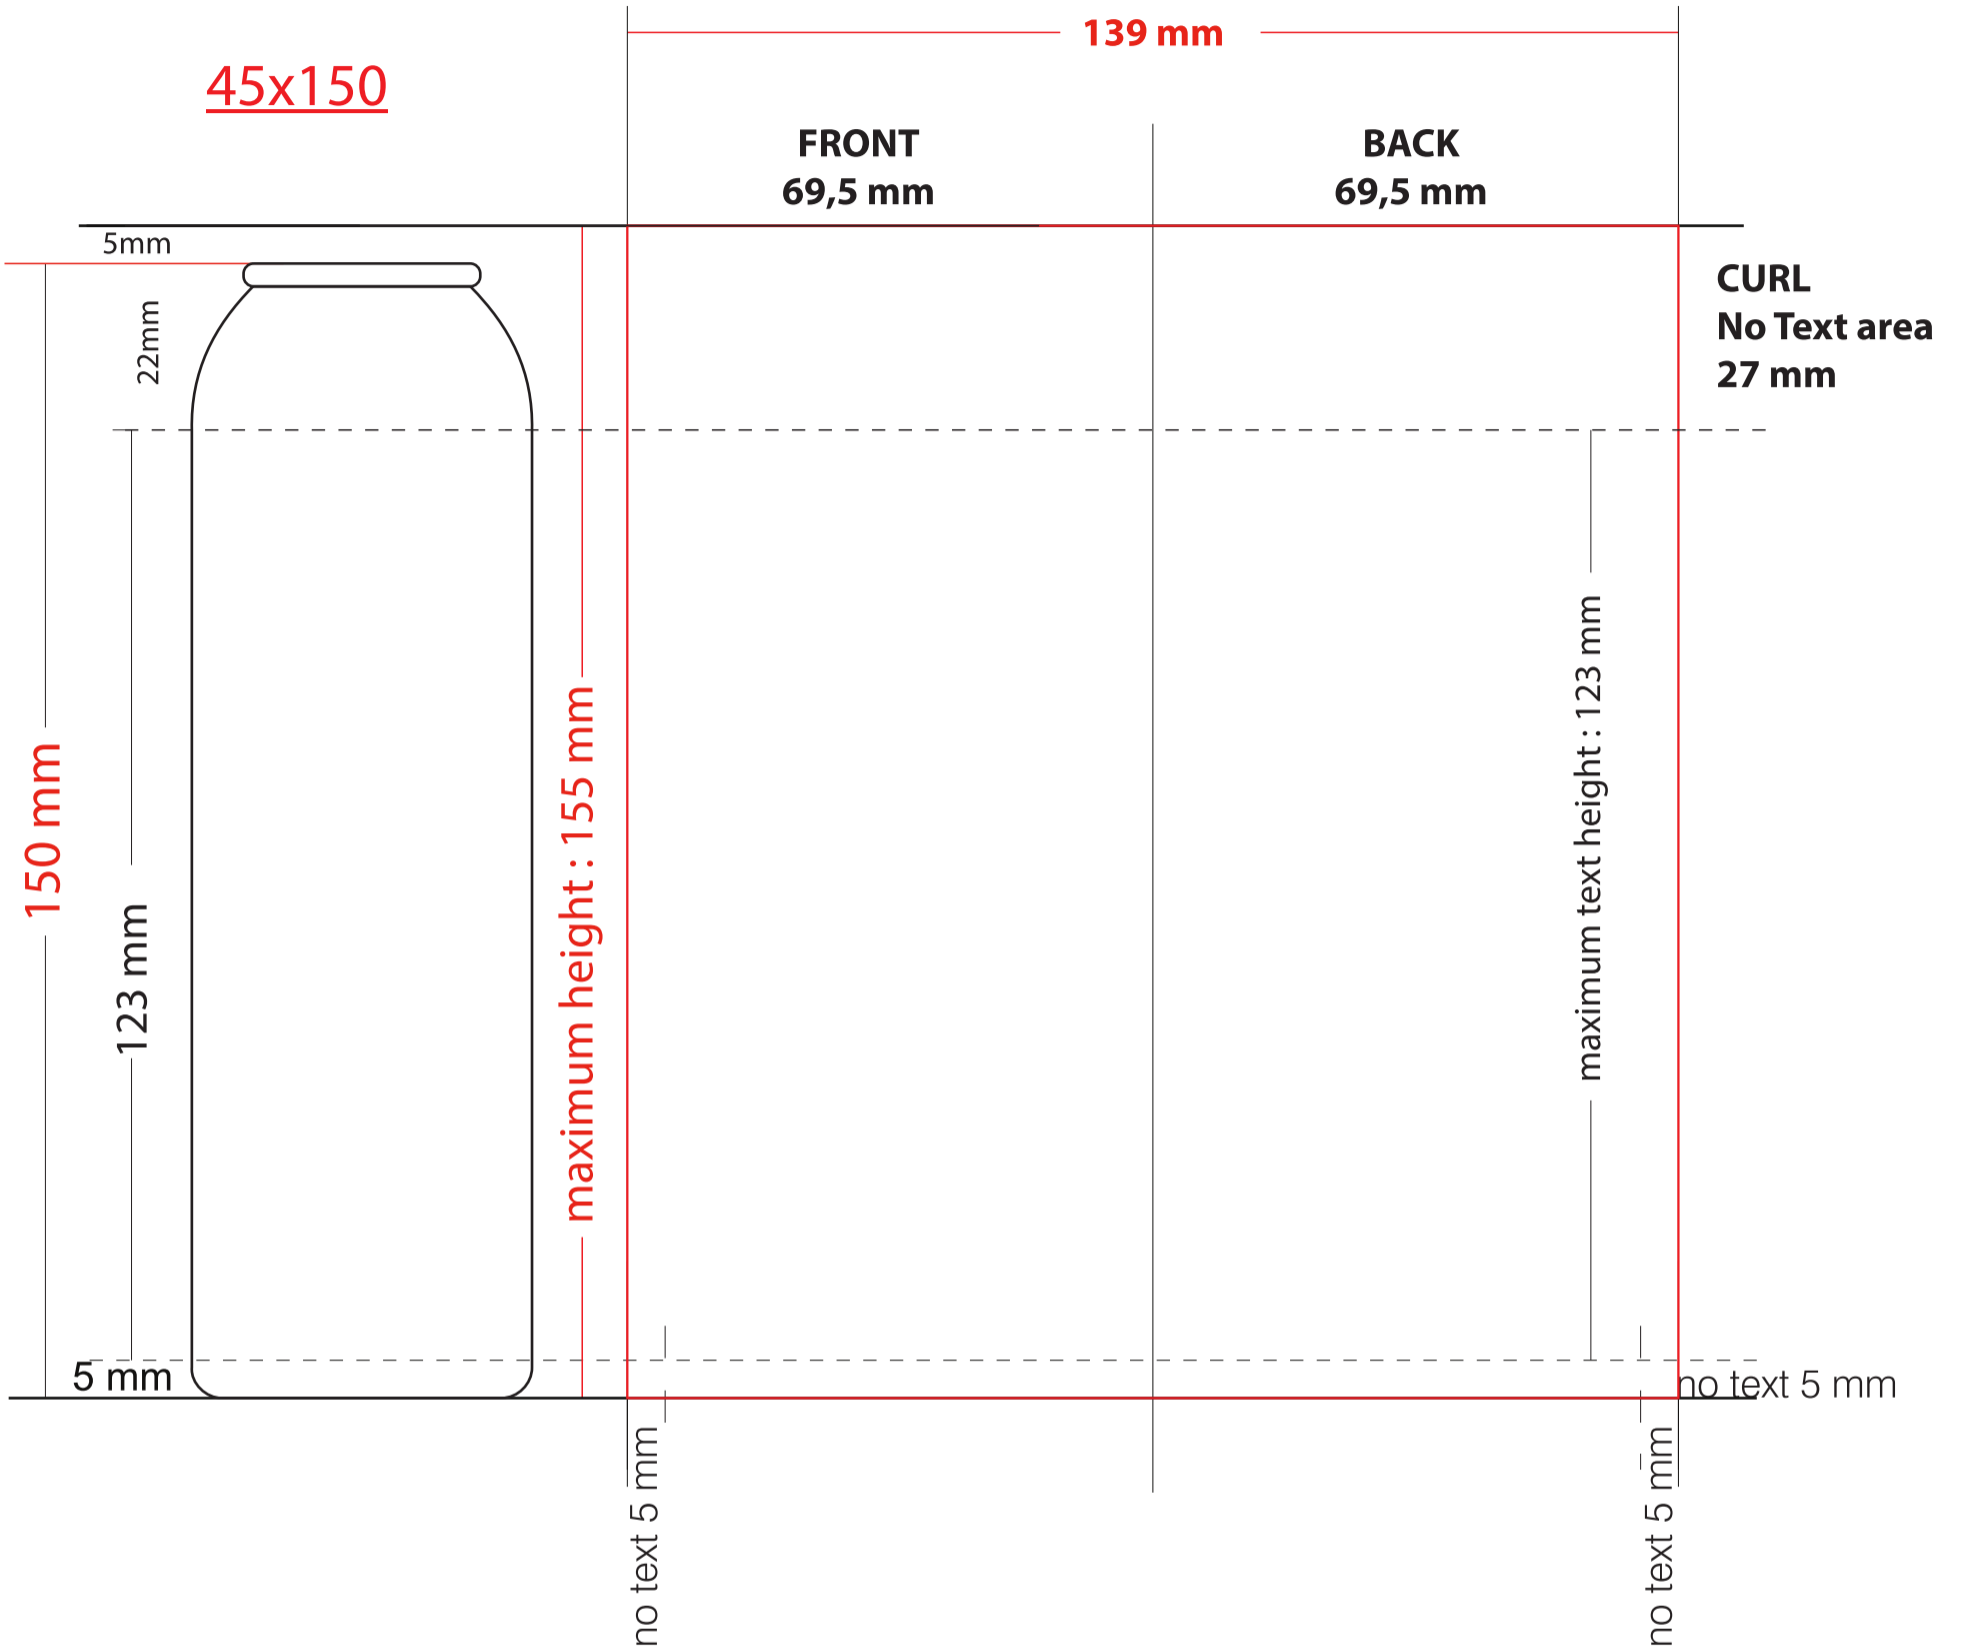 139 mm
45x150
FRONT
69,5 mm
BACK
69,5 mm
5mm
CURL
No Text area
27 mm
22mm
150 mm
123 mm
maximum height : 155 mm
maximum text height : 123 mm
5 mm
no text 5 mm
no text 5 mm
no text 5 mm